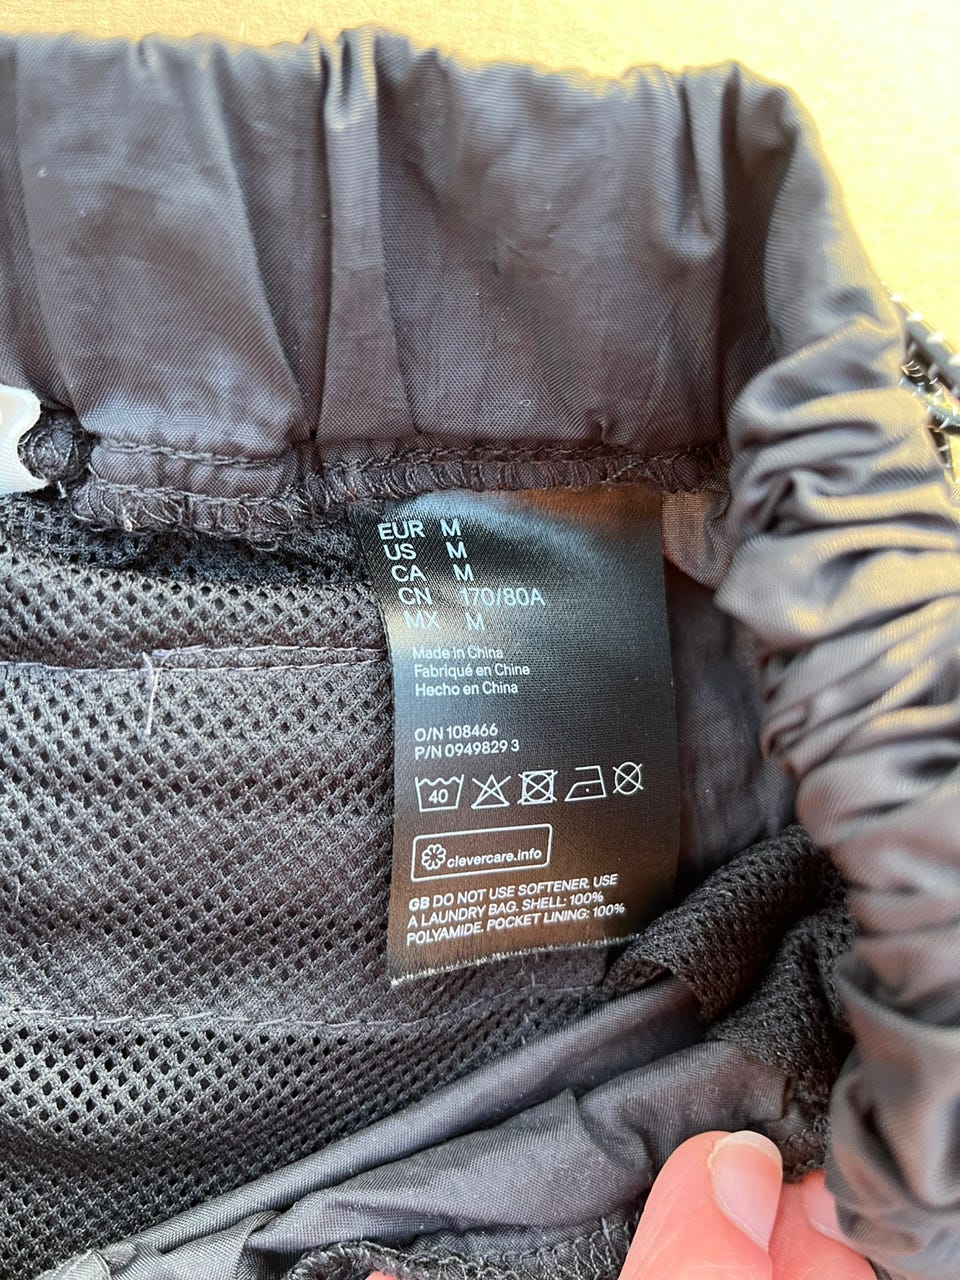 EUR M
US M
CA M
CN 170/80A
MX M
Made in China
Fabriqué en Chine
Hecho en China
O/N 108466
P/N 0949829 3
40
clevercare.info
GB DO NOT USE SOFTENER. USE
A LAUNDRY BAG. SHELL: 100%
POLYAMIDE. POCKET LINING: 100%